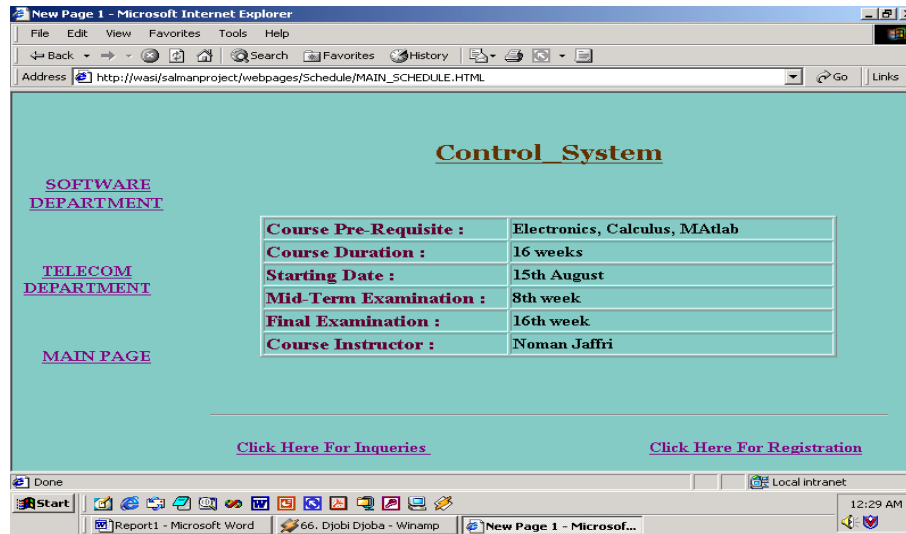 New Page 1 - Microsoft Internet Explorer
File Edit View Favorites Tools Help
Back Search Favorites History
Address http://wasi/salmanproject/webpages/Schedule/MAIN_SCHEDULE.HTML Go Links
Control_System
SOFTWARE
DEPARTMENT
TELECOM
DEPARTMENT
MAIN PAGE
Course Pre-Requisite : Electronics, Calculus, MAtlab
Course Duration : 16 weeks
Starting Date : 15th August
Mid-Term Examination : 8th week
Final Examination : 16th week
Course Instructor : Noman Jaffri
Click Here For Inqueries Click Here For Registration
Done Local intranet
Start 12:29 AM
Report1 - Microsoft Word 66. Djobi Djoba - Winamp New Page 1 - Microsof...